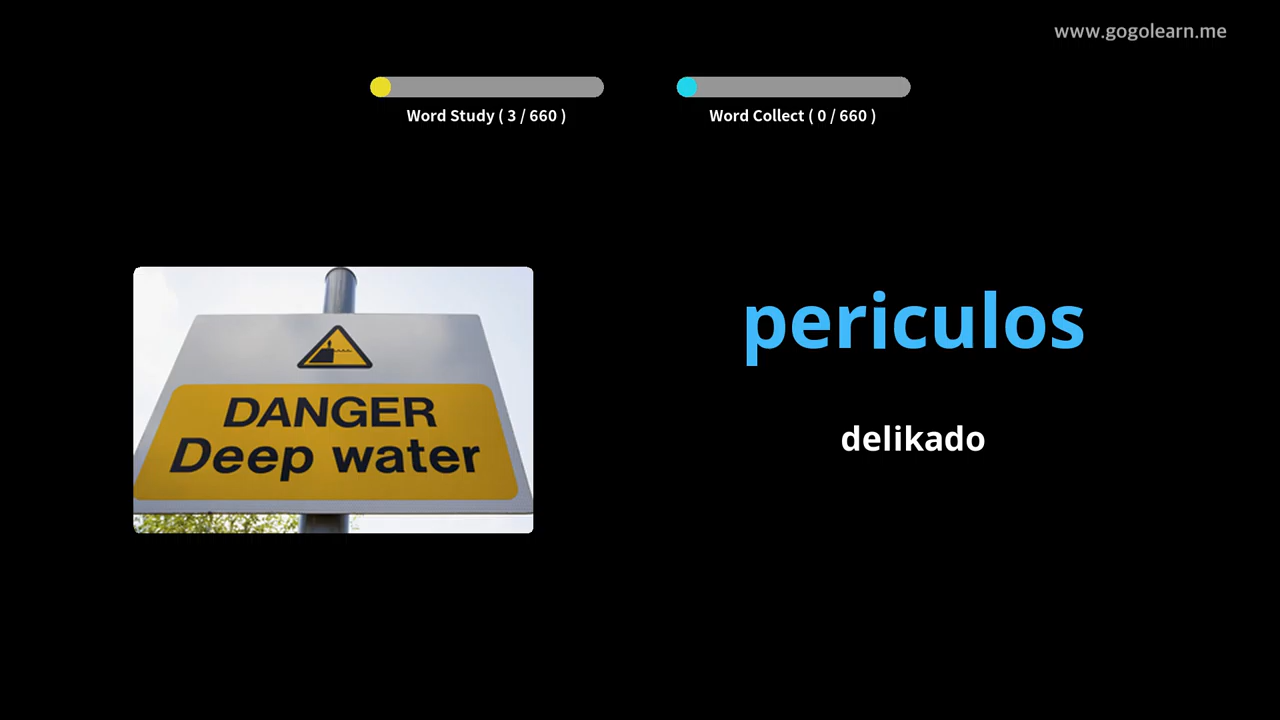 www.gogolearn.me
Word Study ( 3 / 660 )
Word Collect ( 0 / 660 )
DANGER
Deep water
periculos
delikado